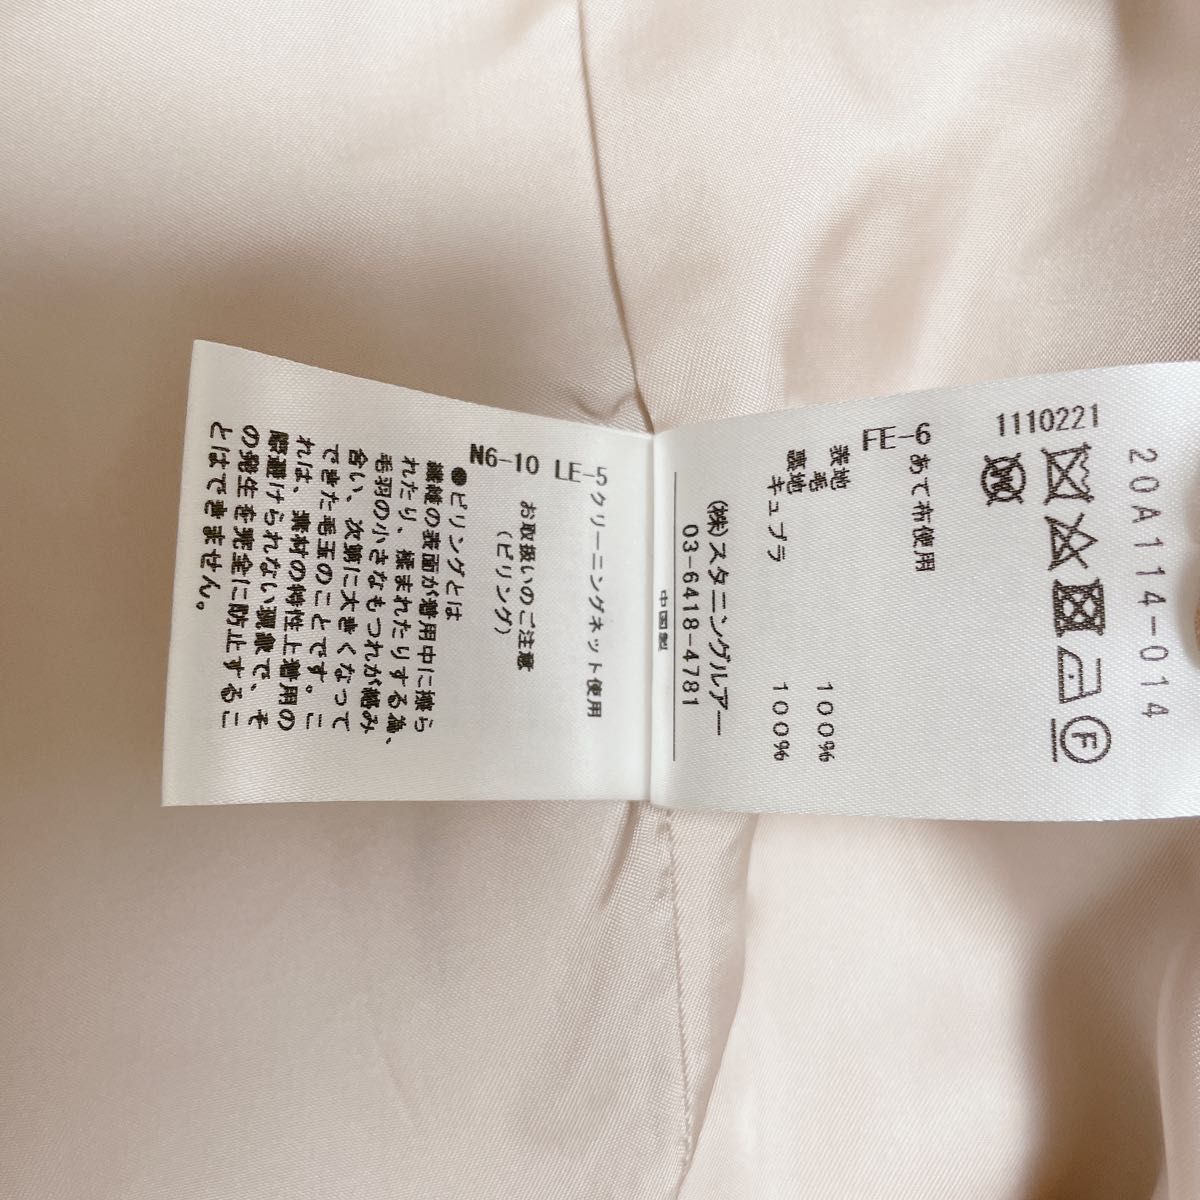 20A114-014
1110221
F
W
FE-6
あて布使用
表地
毛 100%
裏地
キュプラ 100%
(株)スタニングルアー
03-6418-4781
中国製
LE-5
クリーニングネット使用
N6-10
お取扱いのご注意
(ピリング)
●ピリングとは
繊維の表面が着用中に擦ら
れたり、揉まれたりする為、
毛羽の小さなもつれが絡み
合い、次第に大きくなって
できた毛玉のことです。こ
れは、素材の特性上着用の
際避けられない現象で、そ
の発生を完全に防止するこ
とはできません。